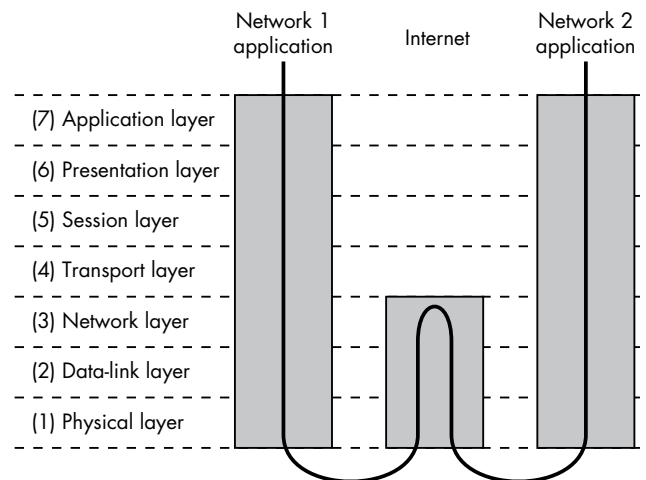 Network 1
application
Internet
Network 2
application
(7) Application layer
(6) Presentation layer
(5) Session layer
(4) Transport layer
(3) Network layer
(2) Data-link layer
(1) Physical layer